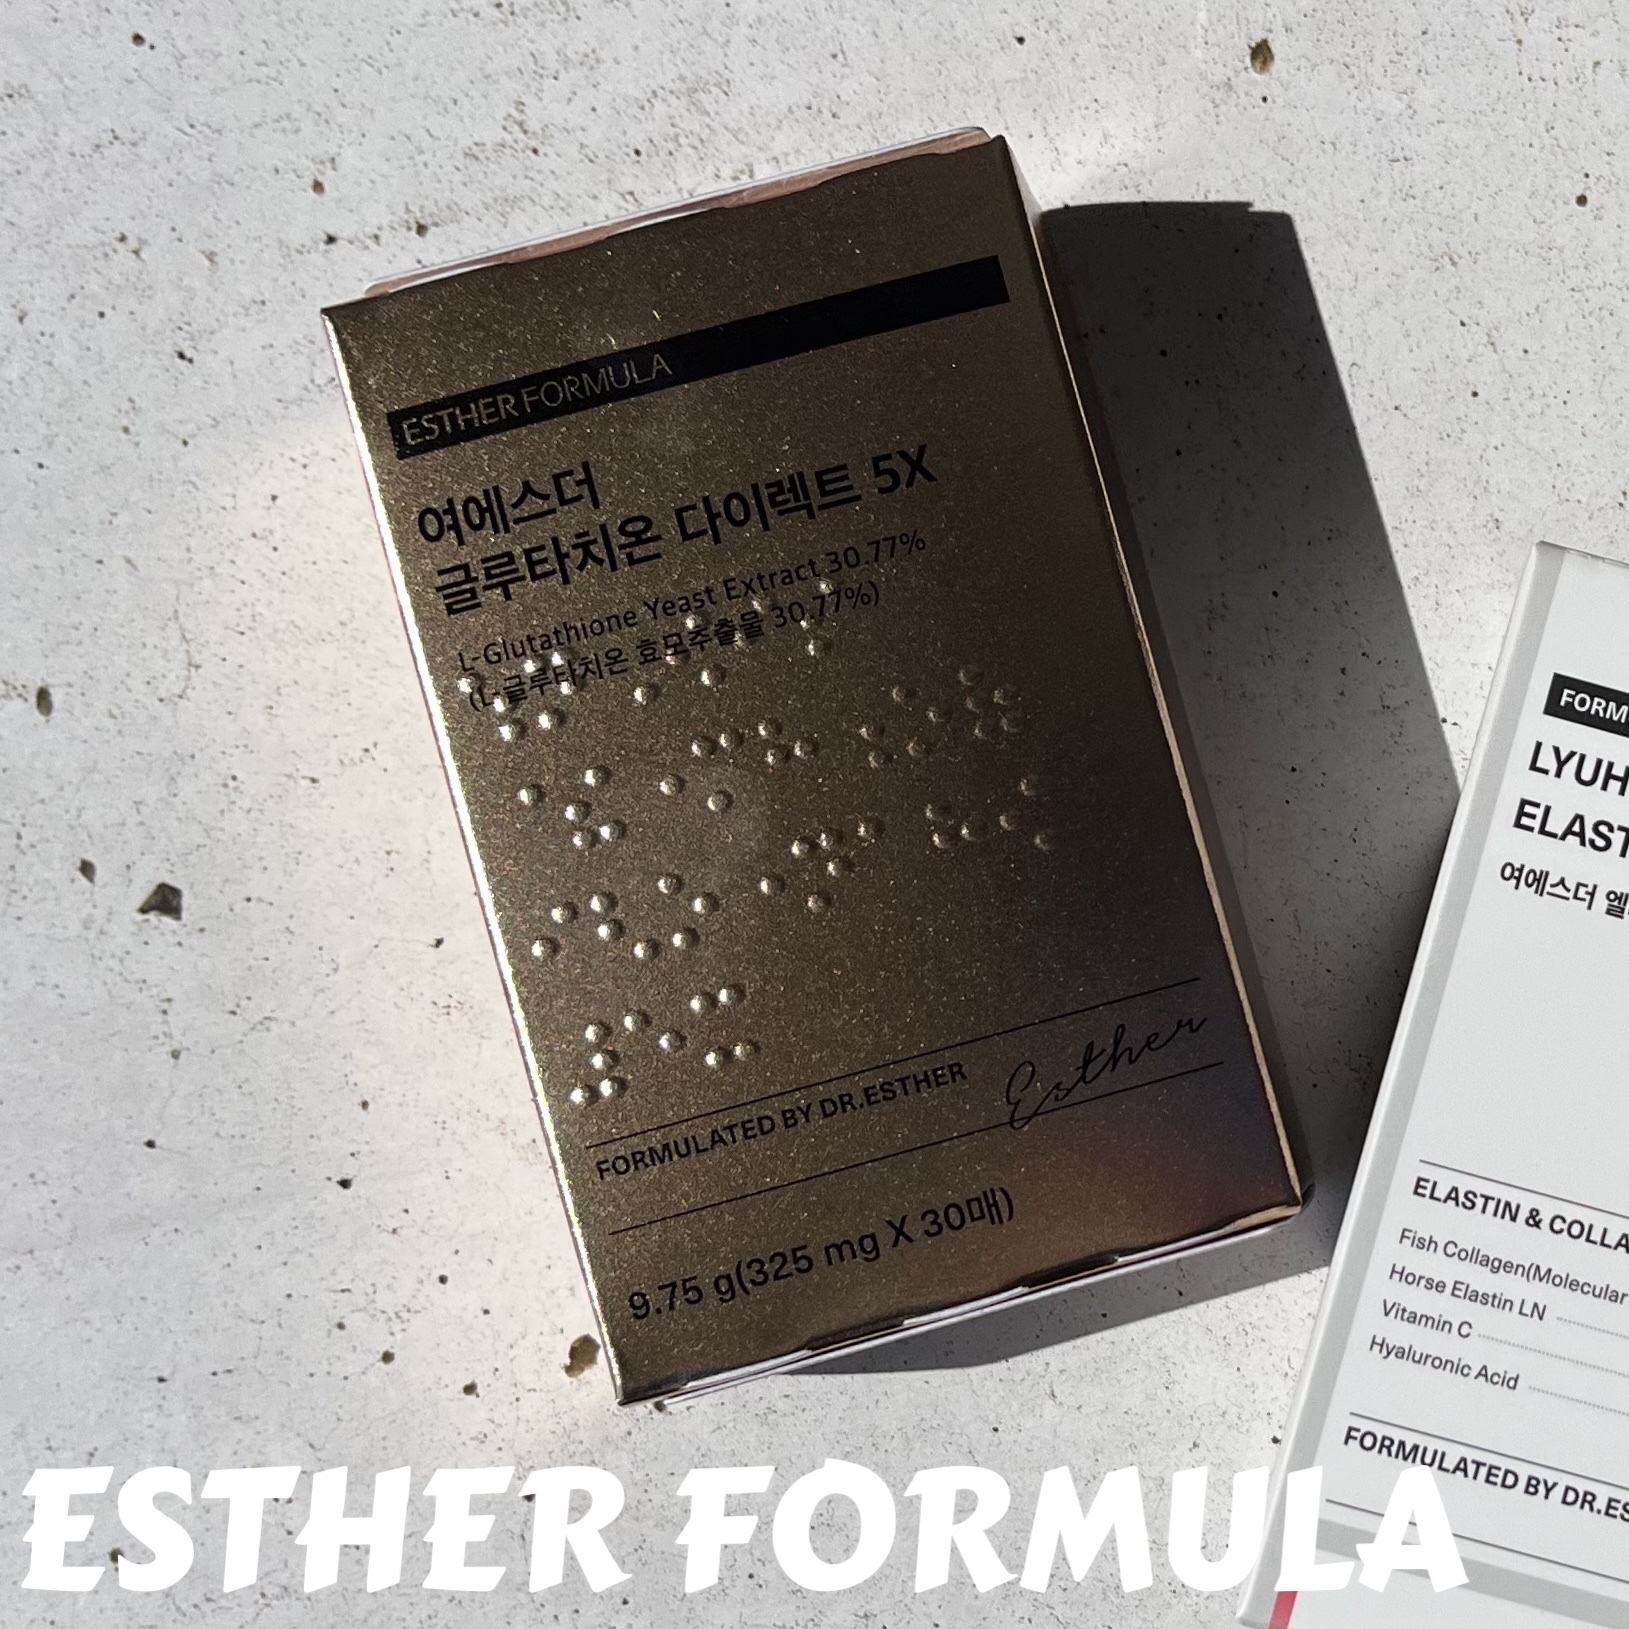 ESTHER FORMULA
여에스더
글루타치온 다이렉트 5X
L-Glutathione Yeast Extract 30.77%
(L-글루타치온 효모추출물 30.77%)
FORMULATED BY DR.ESTHER
Esther
9.75 g(325 mg X 30매)
FORM
LYUH
ELAST
여에스더 엘
ELASTIN & COLLA
Fish Collagen(Molecular
Horse Elastin LN
Vitamin C
Hyaluronic Acid
FORMULATED BY DR.ES
ESTHER FORMULA